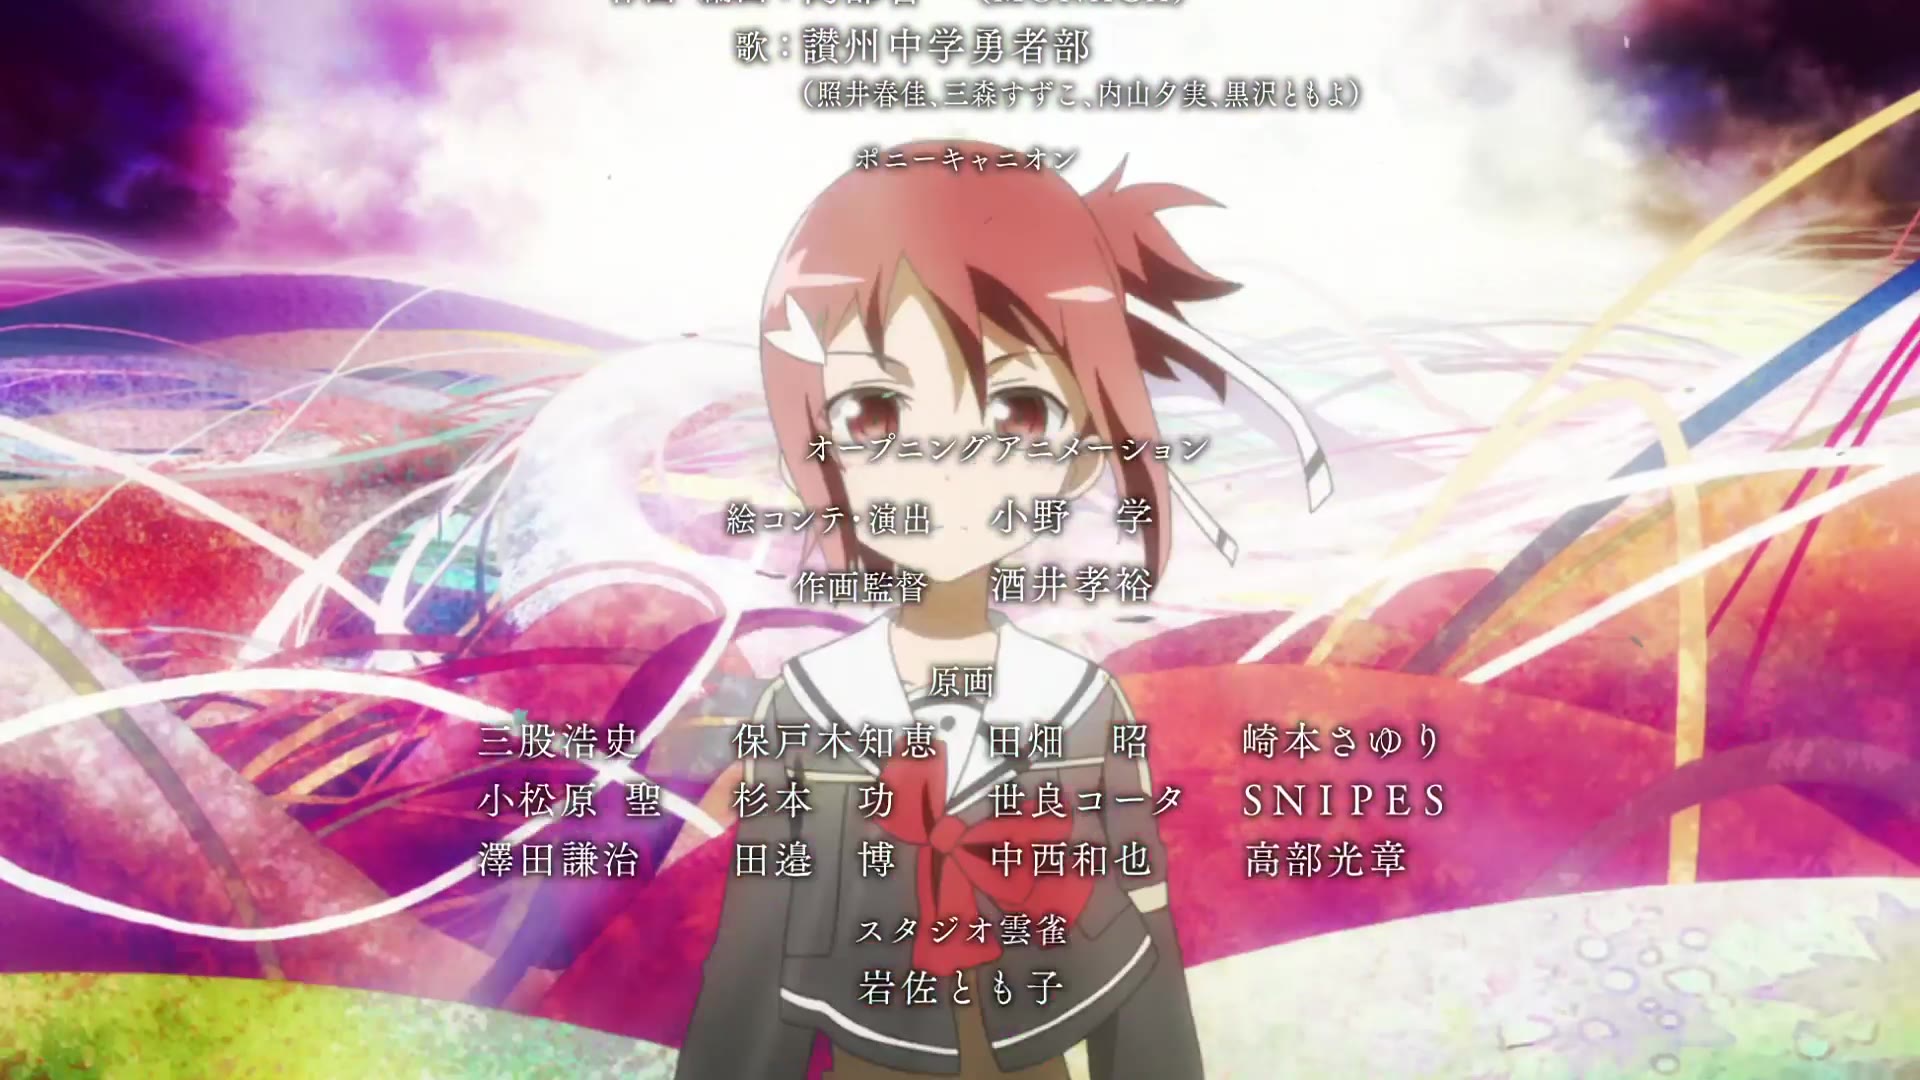 歌：讃州中学勇者部
（照井春佳、三森すずこ、内山夕実、黒沢ともよ）
ポニーキャニオン
オープニングアニメーション
絵コンテ・演出　小野　学
作画監督　酒井孝裕
原画
三股浩史　保戸木知恵　田畑　昭　崎本さゆり
小松原 聖　杉本　功　世良コータ　SNIPES
澤田謙治　田邉　博　中西和也　高部光章
スタジオ雲雀
岩佐とも子